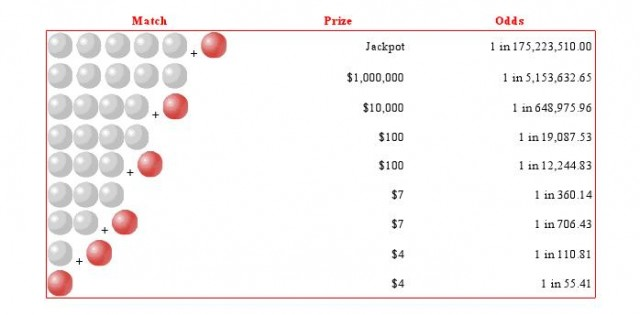 Match Prize Odds
+ Jackpot 1 in 175,223,510.00
$1,000,000 1 in 5,153,632.65
+ $10,000 1 in 648,975.96
$100 1 in 19,087.53
+ $100 1 in 12,244.83
$7 1 in 360.14
+ $7 1 in 706.43
+ $4 1 in 110.81
$4 1 in 55.41